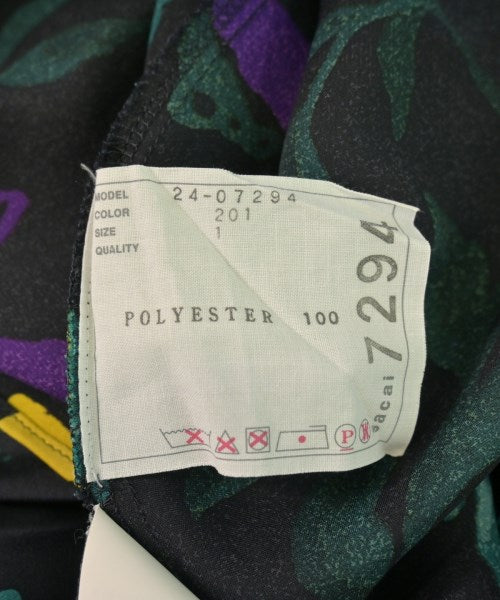 MODEL 24-07294
COLOR 201
SIZE 1
QUALITY
POLYESTER 100
7294
sacai
P